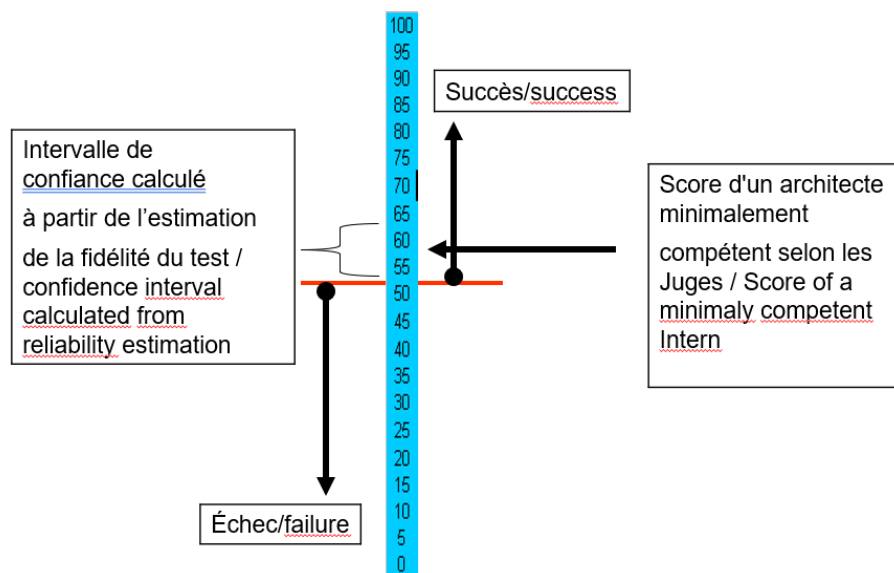 Succès/success
Intervalle de
confiance calculé
à partir de l’estimation
de la fidélité du test /
confidence interval
calculated from
reliability estimation
100
95
90
85
80
75
70
65
60
55
50
45
40
35
30
25
20
15
10
5
0
Score d'un architecte
minimalement
compétent selon les
Juges / Score of a
minimaly competent
Intern
Échec/failure